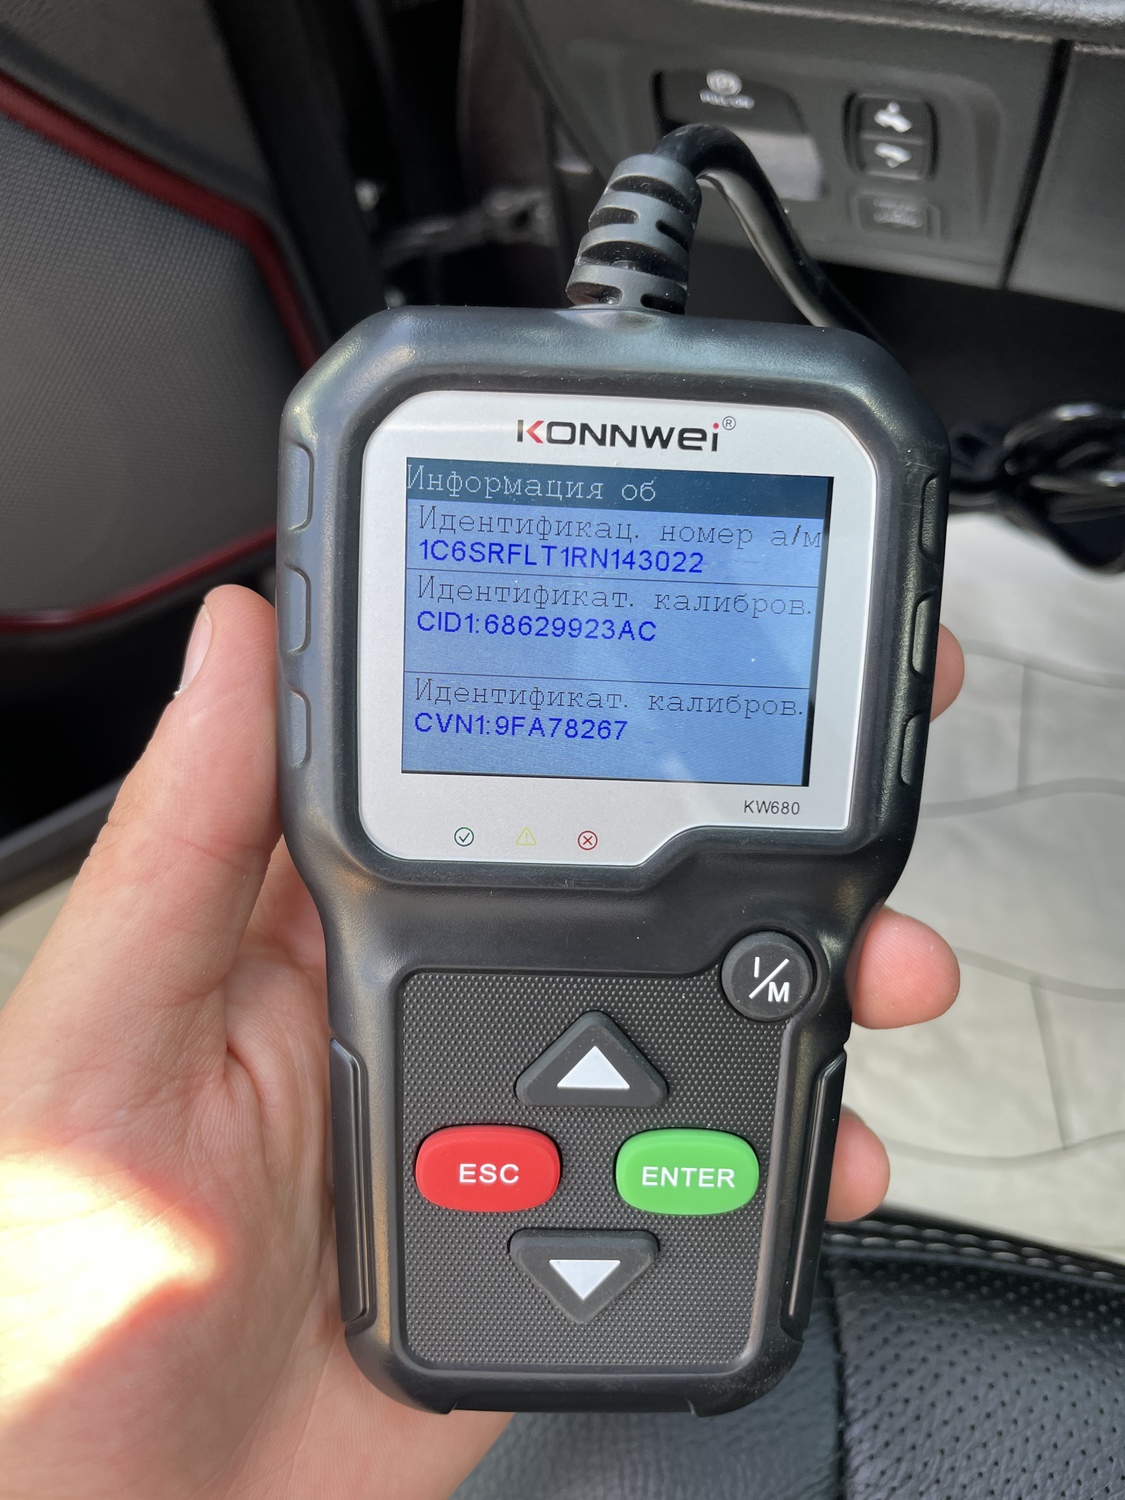 KONNWEI®
Информация об
Идентификац. номер а/м
1C6SRFLT1RN143022
Идентификат. калибров.
CID1:68629923AC
Идентификат. калибров.
CVN1:9FA78267
KW680
I/M
ESC
ENTER